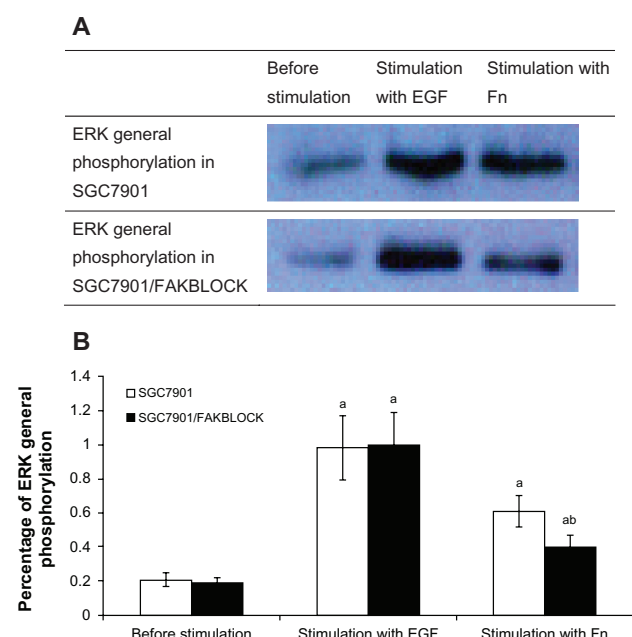 A
Before
stimulation
Stimulation
with EGF
Stimulation with
Fn
ERK general
phosphorylation in
SGC7901
ERK general
phosphorylation in
SGC7901/FAKBLOCK
B
Percentage of ERK general
phosphorylation
1.4
1.2
1
0.8
0.6
0.4
0.2
0
SGC7901
SGC7901/FAKBLOCK
a
a
a
ab
Before stimulation
Stimulation with EGF
Stimulation with Fn